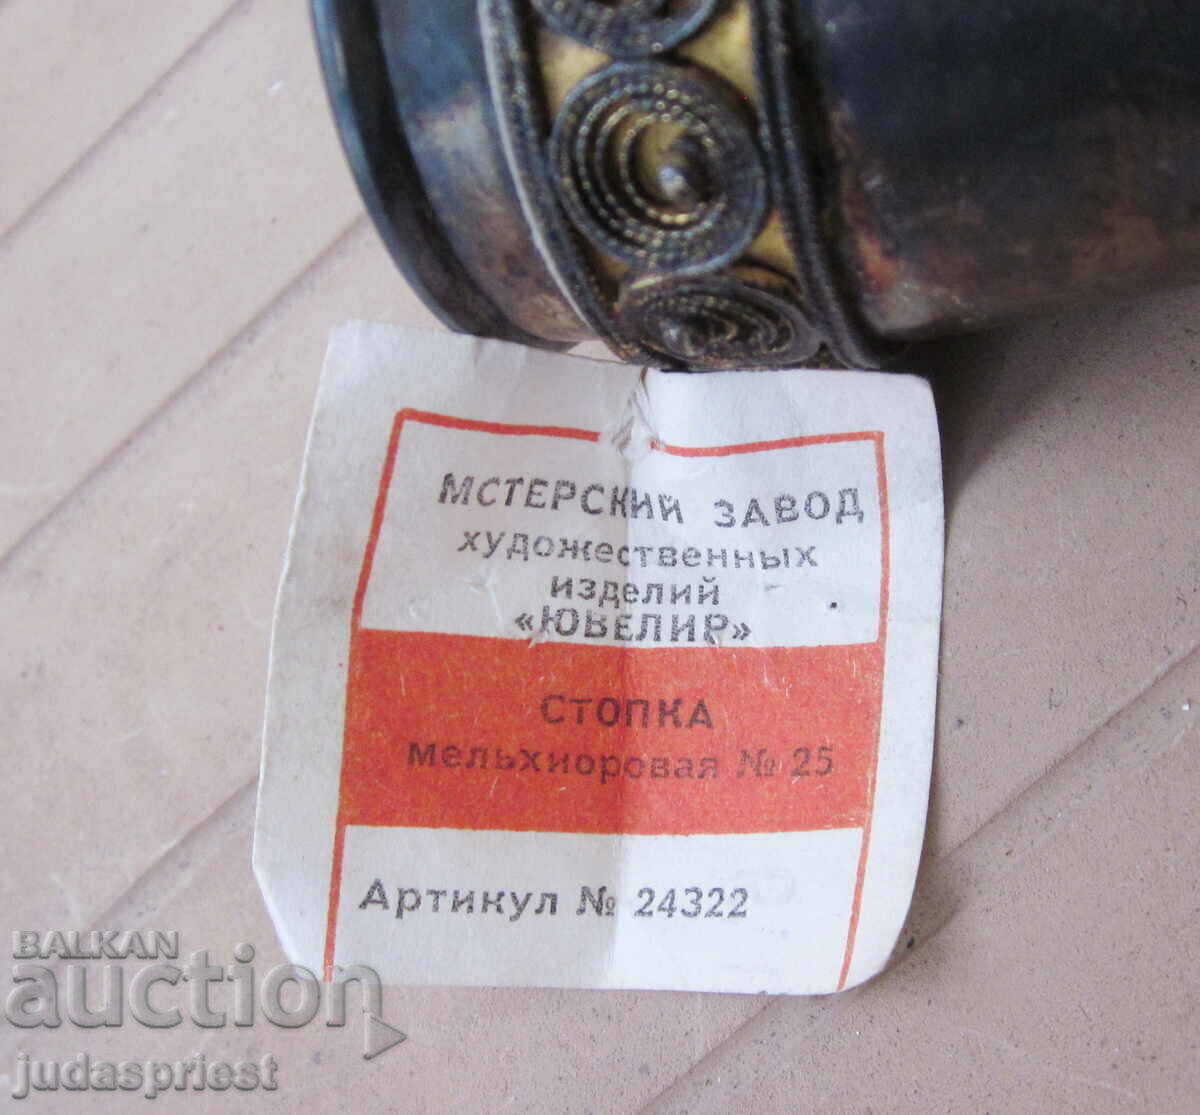 МСТЕРСКИЙ ЗАВОД
художественных
изделий
«ЮВЕЛИР»
СТОПКА
мельхиоровая № 25
Артикул № 24322
BALKAN
auction
judaspriest